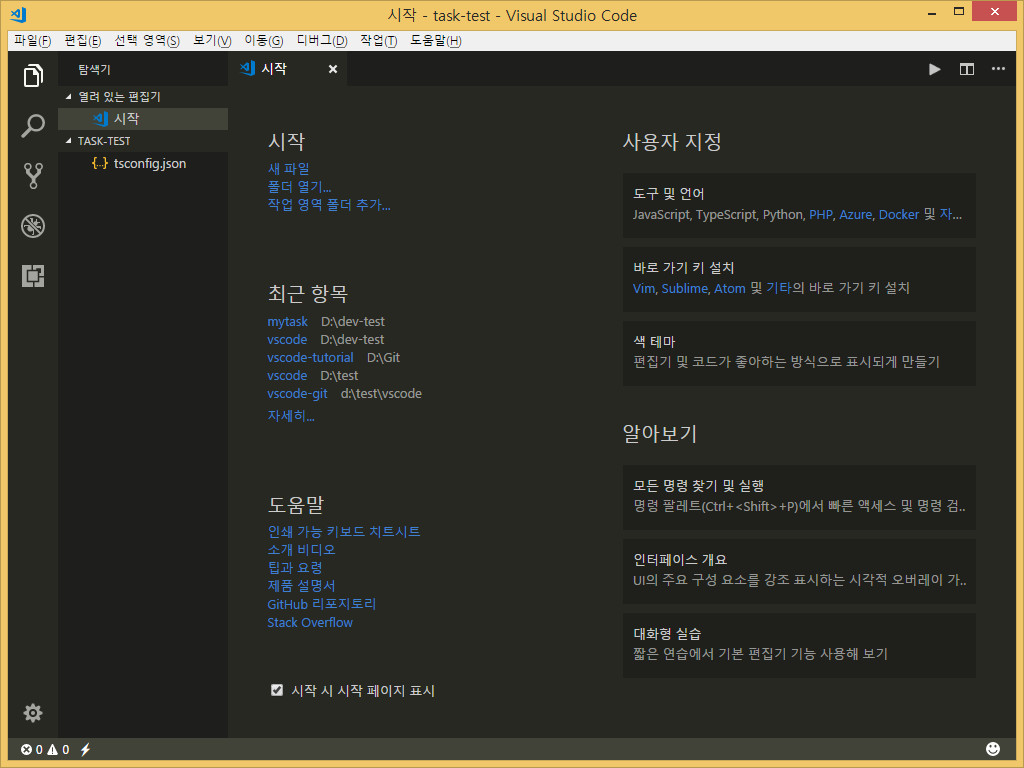 시작 - task-test - Visual Studio Code
파일(F) 편집(E) 선택 영역(S) 보기(V) 이동(G) 디버그(D) 작업(T) 도움말(H)
탐색기
열려 있는 편집기
시작
TASK-TEST
{..} tsconfig.json
시작
시작
새 파일
폴더 열기...
작업 영역 폴더 추가...
최근 항목
mytask D:\dev-test
vscode D:\dev-test
vscode-tutorial D:\Git
vscode D:\test
vscode-git d:\test\vscode
자세히...
도움말
인쇄 가능 키보드 치트시트
소개 비디오
팁과 요령
제품 설명서
GitHub 리포지토리
Stack Overflow
시작 시 시작 페이지 표시
사용자 지정
도구 및 언어
JavaScript, TypeScript, Python, PHP, Azure, Docker 및 자...
바로 가기 키 설치
Vim, Sublime, Atom 및 기타의 바로 가기 키 설치
색 테마
편집기 및 코드가 좋아하는 방식으로 표시되게 만들기
알아보기
모든 명령 찾기 및 실행
명령 팔레트(Ctrl+<Shift>+P)에서 빠른 액세스 및 명령 검..
인터페이스 개요
UI의 주요 구성 요소를 강조 표시하는 시각적 오버레이 가..
대화형 실습
짧은 연습에서 기본 편집기 기능 사용해 보기
0 0